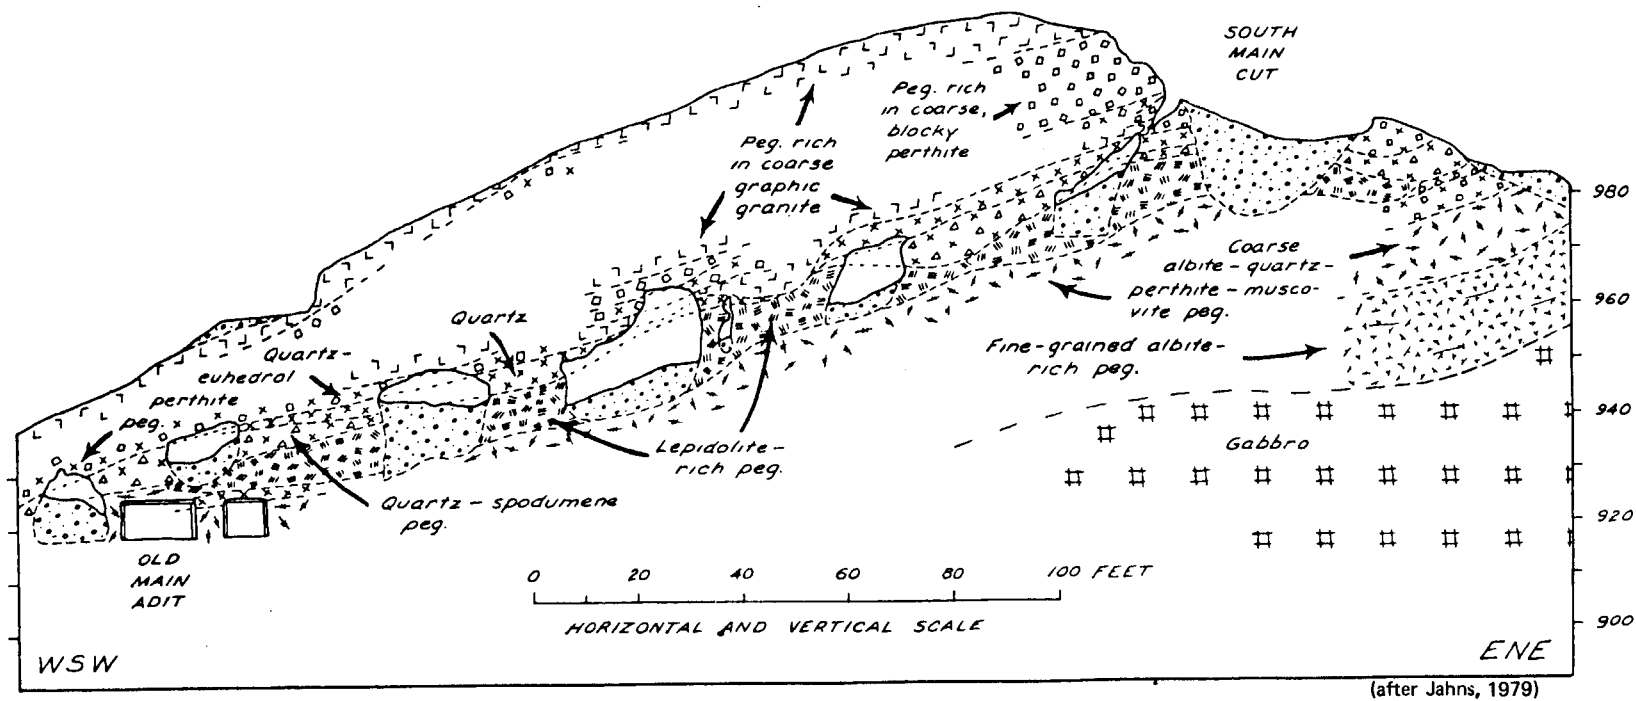 SOUTH
MAIN
CUT
Peg. rich
in coarse,
blocky
perthite
Peg. rich
in coarse
graphic
granite
980
Coarse
albite-quartz-
perthite-musco-
vite peg.
960
Quartz
Fine-grained albite-
rich peg.
Quartz-
euhedral
perthite
peg.
940
Gabbro
Lepidolite-
rich peg.
Quartz-spodumene
peg.
920
OLD
MAIN
ADIT
0 20 40 60 80 100 FEET
HORIZONTAL AND VERTICAL SCALE
900
WSW
ENE
(after Jahns, 1979)